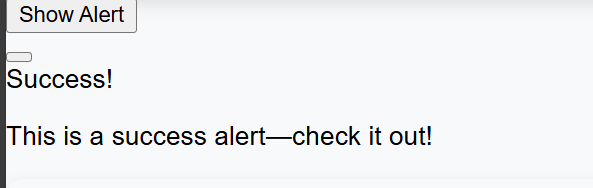 Show Alert
Success!
This is a success alert—check it out!